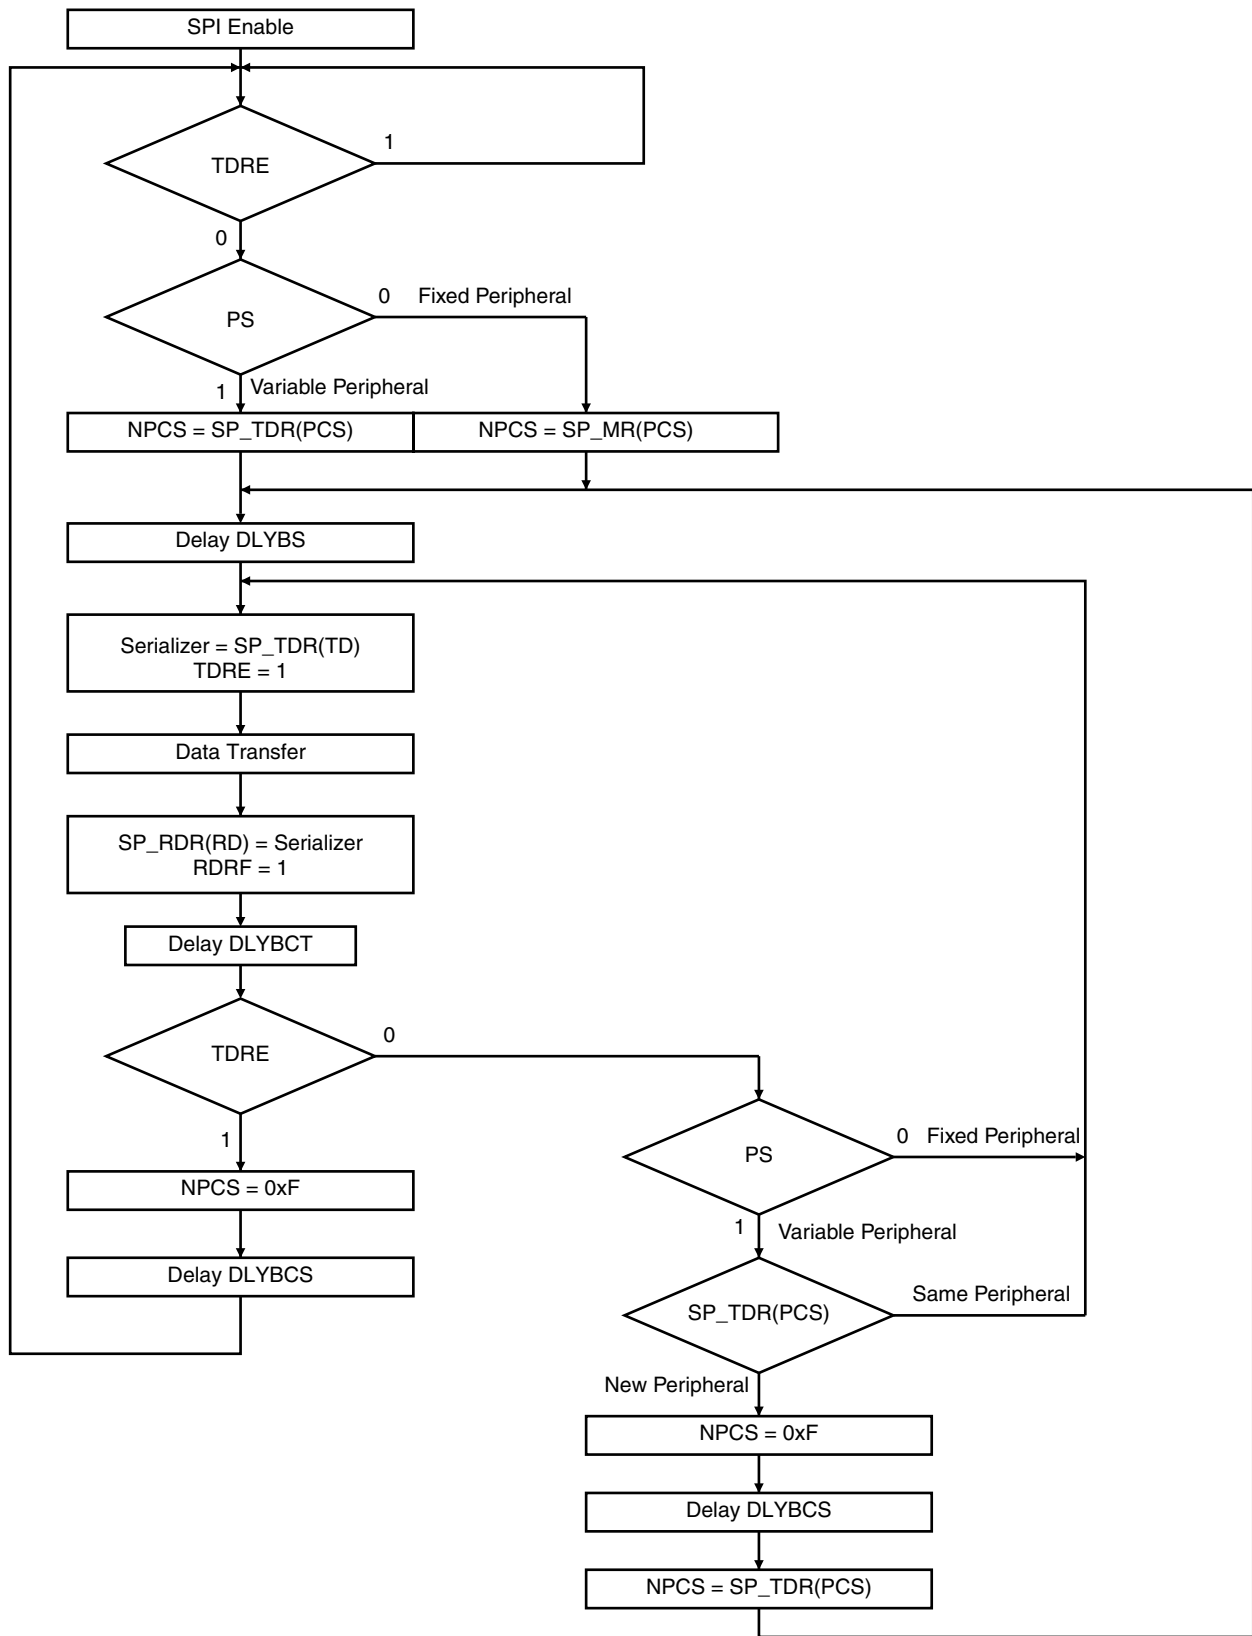 SPI Enable
1
TDRE
0
0 Fixed Peripheral
PS
1 Variable Peripheral
NPCS = SP_TDR(PCS)
NPCS = SP_MR(PCS)
Delay DLYBS
Serializer = SP_TDR(TD)
TDRE = 1
Data Transfer
SP_RDR(RD) = Serializer
RDRF = 1
Delay DLYBCT
0
TDRE
1
0 Fixed Peripheral
PS
NPCS = 0xF
1 Variable Peripheral
Delay DLYBCS
Same Peripheral
SP_TDR(PCS)
New Peripheral
NPCS = 0xF
Delay DLYBCS
NPCS = SP_TDR(PCS)